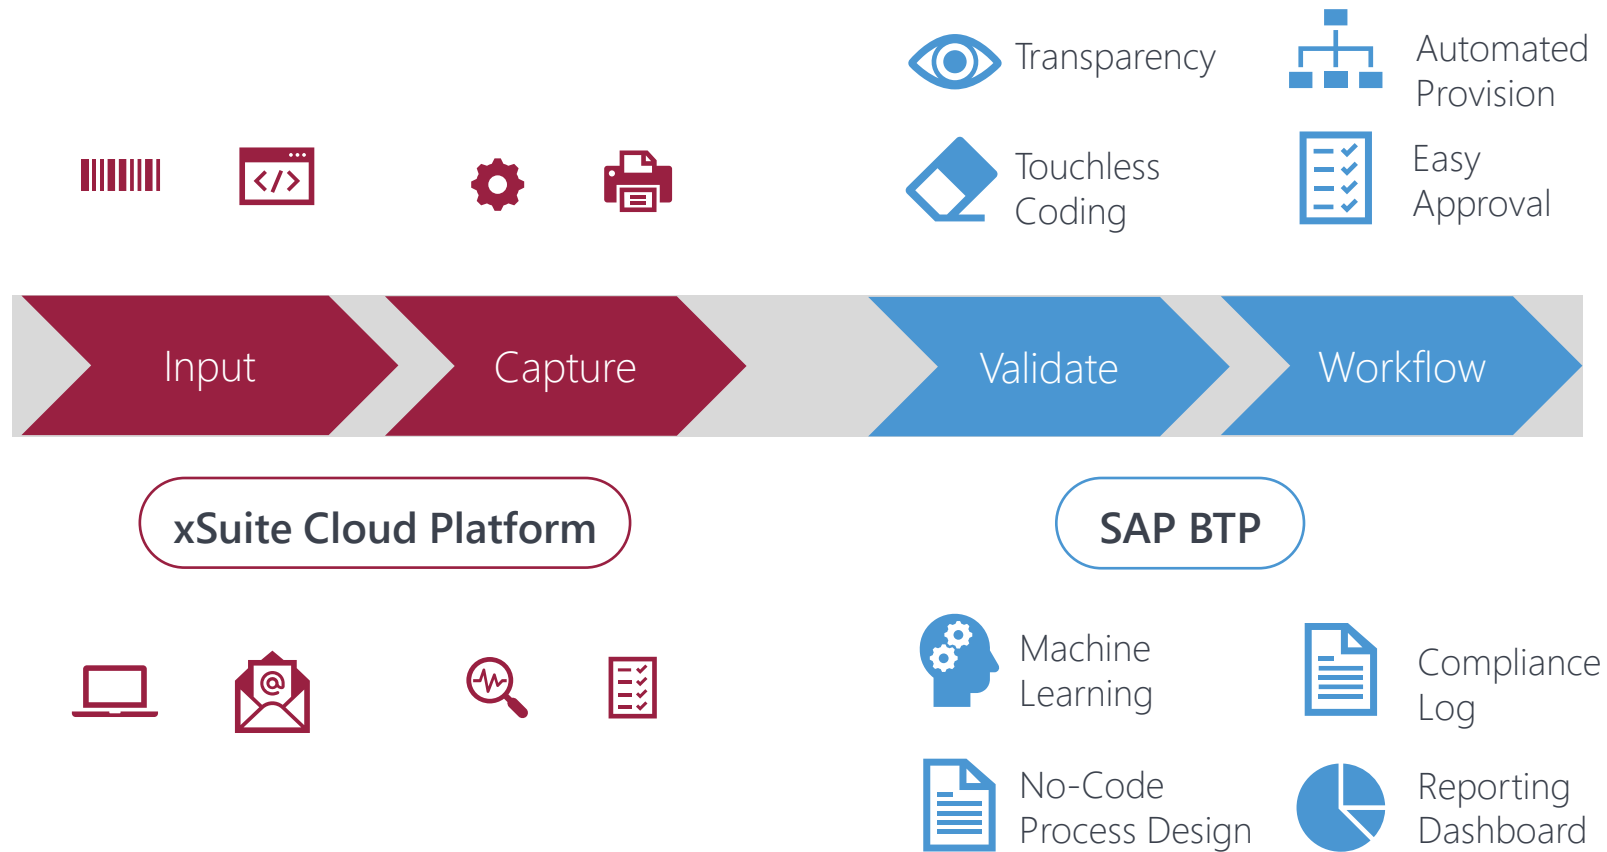 Transparency
Automated
Provision
Touchless
Coding
Easy
Approval
Input
Capture
Validate
Workflow
xSuite Cloud Platform
SAP BTP
Machine
Learning
Compliance
Log
No-Code
Process Design
Reporting
Dashboard